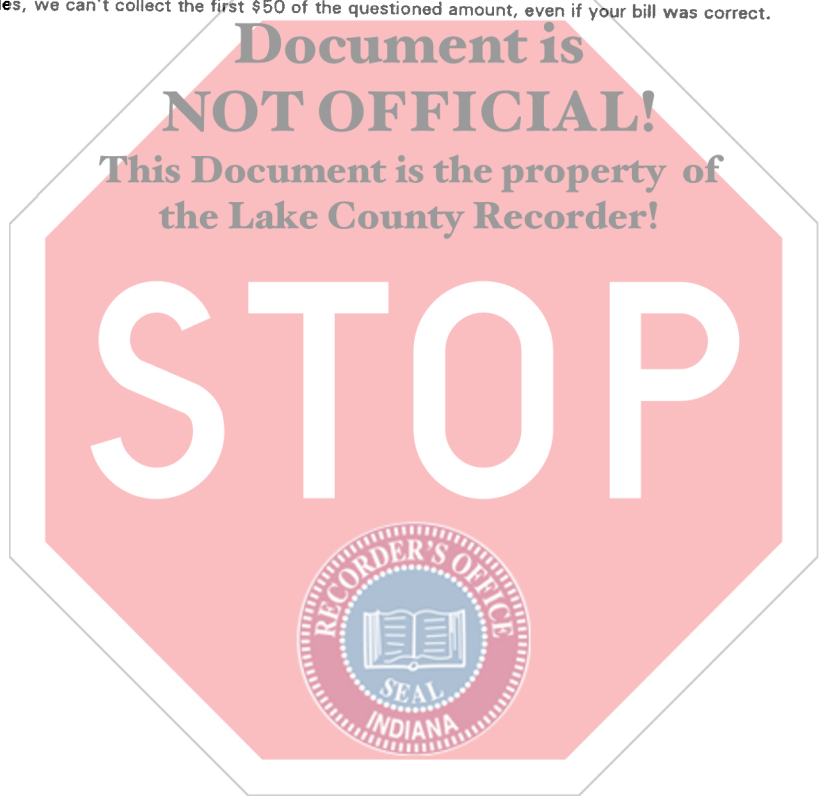 les, we can't collect the first $50 of the questioned amount, even if your bill was correct.
Document is
NOT OFFICIAL!
This Document is the property of
the Lake County Recorder!
STOP
RECORDER'S OFFICE
SEAL
INDIANA